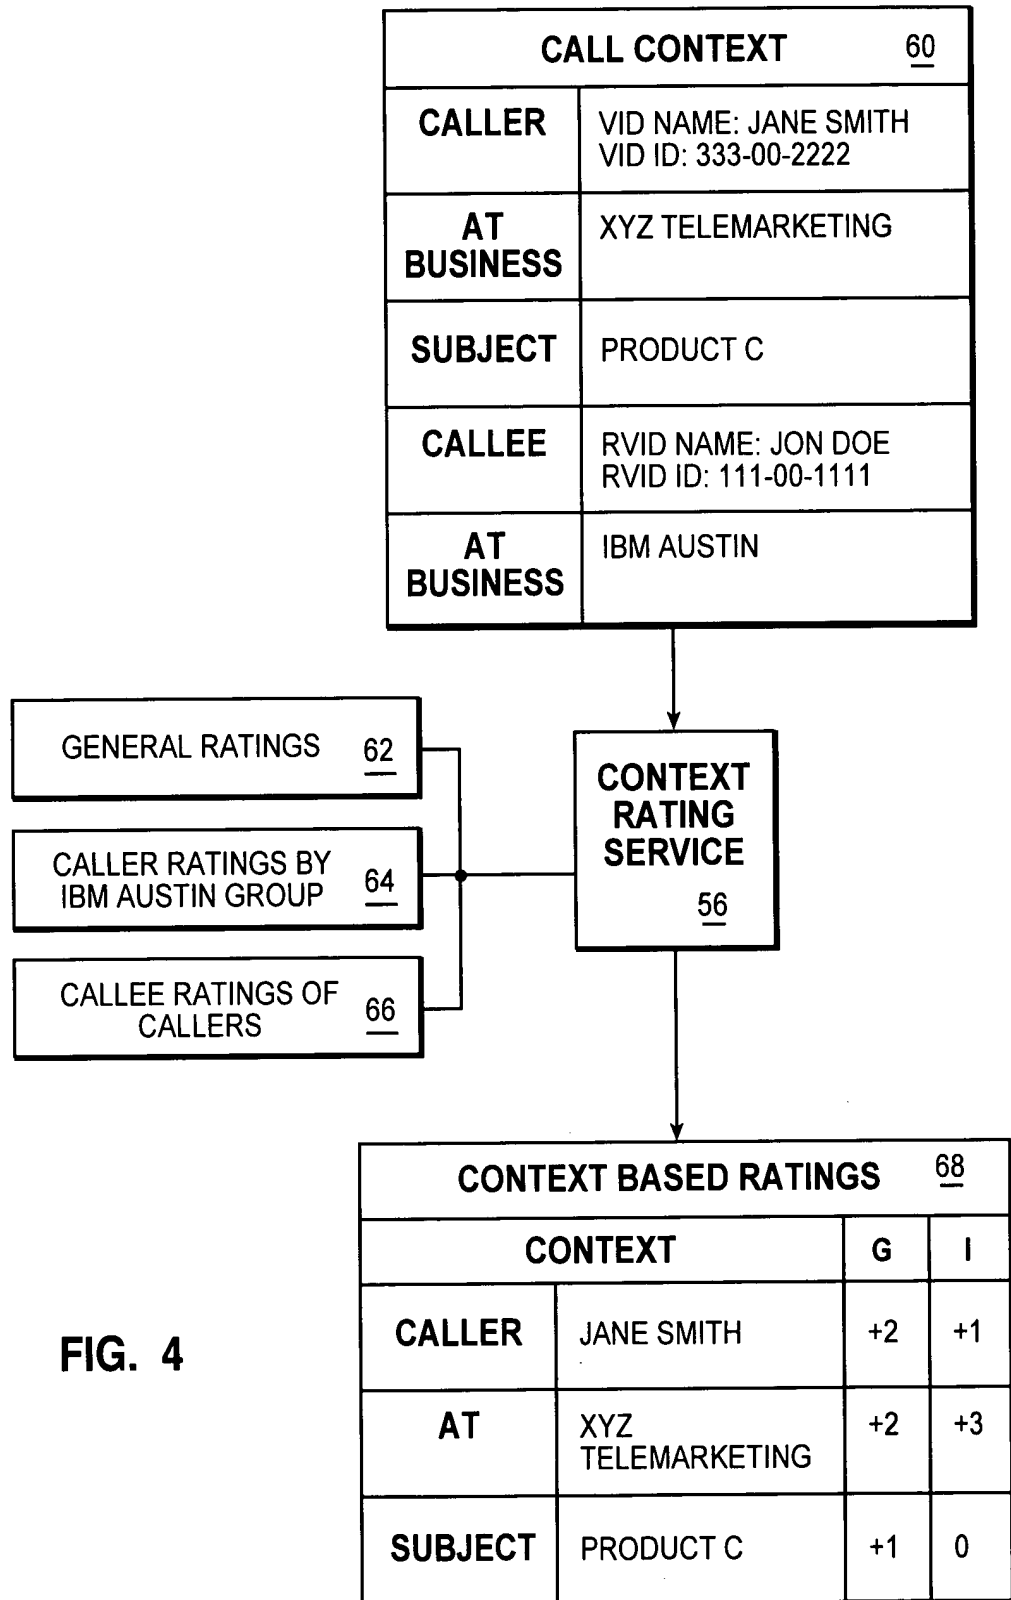 CALL CONTEXT 60
CALLER VID NAME: JANE SMITH
VID ID: 333-00-2222
AT BUSINESS XYZ TELEMARKETING
SUBJECT PRODUCT C
CALLEE RVID NAME: JON DOE
RVID ID: 111-00-1111
AT BUSINESS IBM AUSTIN
GENERAL RATINGS 62
CALLER RATINGS BY
IBM AUSTIN GROUP 64
CALLEE RATINGS OF
CALLERS 66
CONTEXT
RATING
SERVICE
56
CONTEXT BASED RATINGS 68
CONTEXT G I
CALLER JANE SMITH +2 +1
AT XYZ
TELEMARKETING +2 +3
SUBJECT PRODUCT C +1 0
FIG. 4